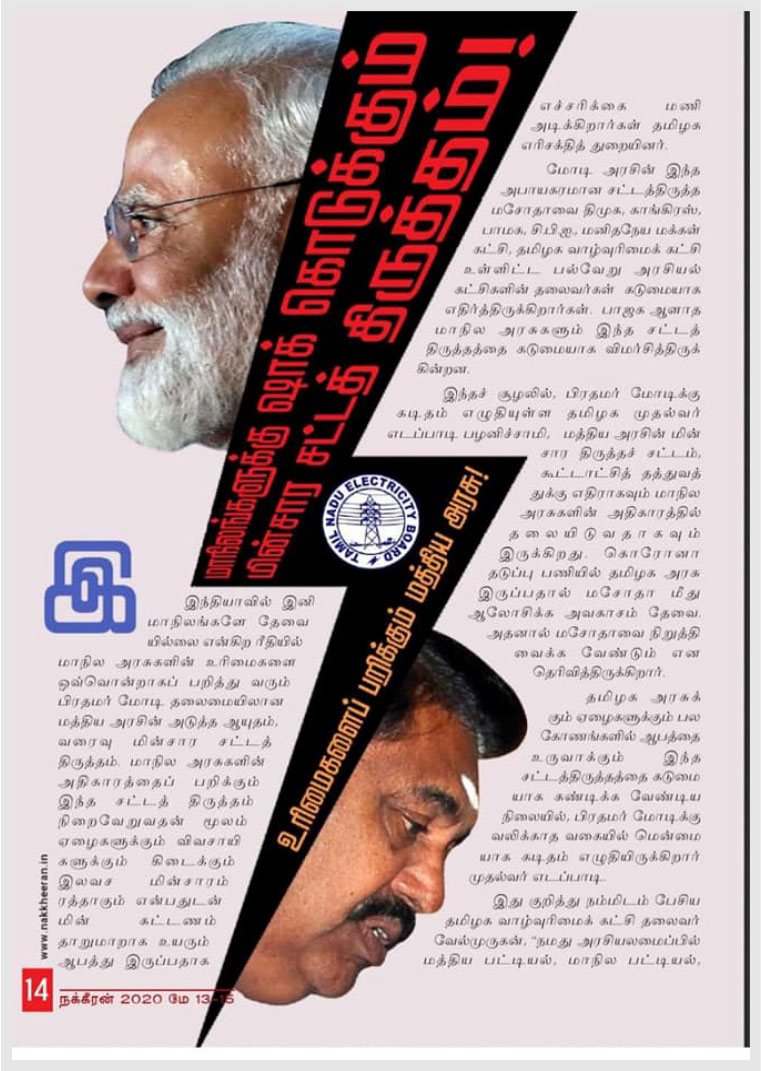 மாநிலங்களுக்கு ஷாக் கொடுக்கும்
மின்சார சட்டத் திருத்தம்!
உரிமைகளைப் பறிக்கும் மத்திய அரசு!
TAMIL NADU ELECTRICITY BOARD
இ
இந்தியாவில் இனி
மாநிலங்களே தேவை
யில்லை என்கிற ரீதியில்
மாநில அரசுகளின் உரிமைகளை
ஒவ்வொன்றாகப் பறித்து வரும்
பிரதமர் மோடி தலைமையிலான
மத்திய அரசின் அடுத்த ஆயுதம்,
வரைவு மின்சார சட்டத்
திருத்தம். மாநில அரசுகளின்
அதிகாரத்தைப் பறிக்கும்
இந்த சட்டத் திருத்தம்
நிறைவேறுவதன் மூலம்
ஏழைகளுக்கும் விவசாயி
களுக்கும் கிடைக்கும்
இலவச மின்சாரம்
ரத்தாகும் என்பதுடன்
மின் கட்டணம்
தாறுமாறாக உயரும்
ஆபத்து இருப்பதாக
எச்சரிக்கை மணி
அடிக்கிறார்கள் தமிழக
எரிசக்தித் துறையினர்.
மோடி அரசின் இந்த
அபாயகரமான சட்டத்திருத்த
மசோதாவை திமுக, காங்கிரஸ்,
பாமக, சி.பி.ஐ., மனிதநேய மக்கள்
கட்சி, தமிழக வாழ்வுரிமைக் கட்சி
உள்ளிட்ட பல்வேறு அரசியல்
கட்சிகளின் தலைவர்கள் கடுமையாக
எதிர்த்திருக்கிறார்கள். பாஜக ஆளாத
மாநில அரசுகளும் இந்த சட்டத்
திருத்தத்தை கடுமையாக விமர்சித்திருக்
கின்றன.
இந்தச் சூழலில், பிரதமர் மோடிக்கு
கடிதம் எழுதியுள்ள தமிழக முதல்வர்
எடப்பாடி பழனிச்சாமி, மத்திய அரசின் மின்
சார திருத்தச் சட்டம்,
கூட்டாட்சித் தத்துவத்
துக்கு எதிராகவும் மாநில
அரசுகளின் அதிகாரத்தில்
தலையிடுவதாகவும்
இருக்கிறது. கொரோனா
தடுப்பு பணியில் தமிழக அரசு
இருப்பதால் மசோதா மீது
ஆலோசிக்க அவகாசம் தேவை.
அதனால் மசோதாவை நிறுத்தி
வைக்க வேண்டும் என
தெரிவித்திருக்கிறார்.
தமிழக அரசுக்
கும் ஏழைகளுக்கும் பல
கோணங்களில் ஆபத்தை
உருவாக்கும் இந்த
சட்டத்திருத்தத்தை கடுமை
யாக கண்டிக்க வேண்டிய
நிலையில், பிரதமர் மோடிக்கு
வலிக்காத வகையில் மென்மை
யாக கடிதம் எழுதியிருக்கிறார்
முதல்வர் எடப்பாடி.
இது குறித்து நம்மிடம் பேசிய
தமிழக வாழ்வுரிமைக் கட்சி தலைவர்
வேல்முருகன், "நமது அரசியலமைப்பில்
மத்திய பட்டியல், மாநில பட்டியல்,
www.nakkheeran.in
14
நக்கீரன் 2020 மே 13-15